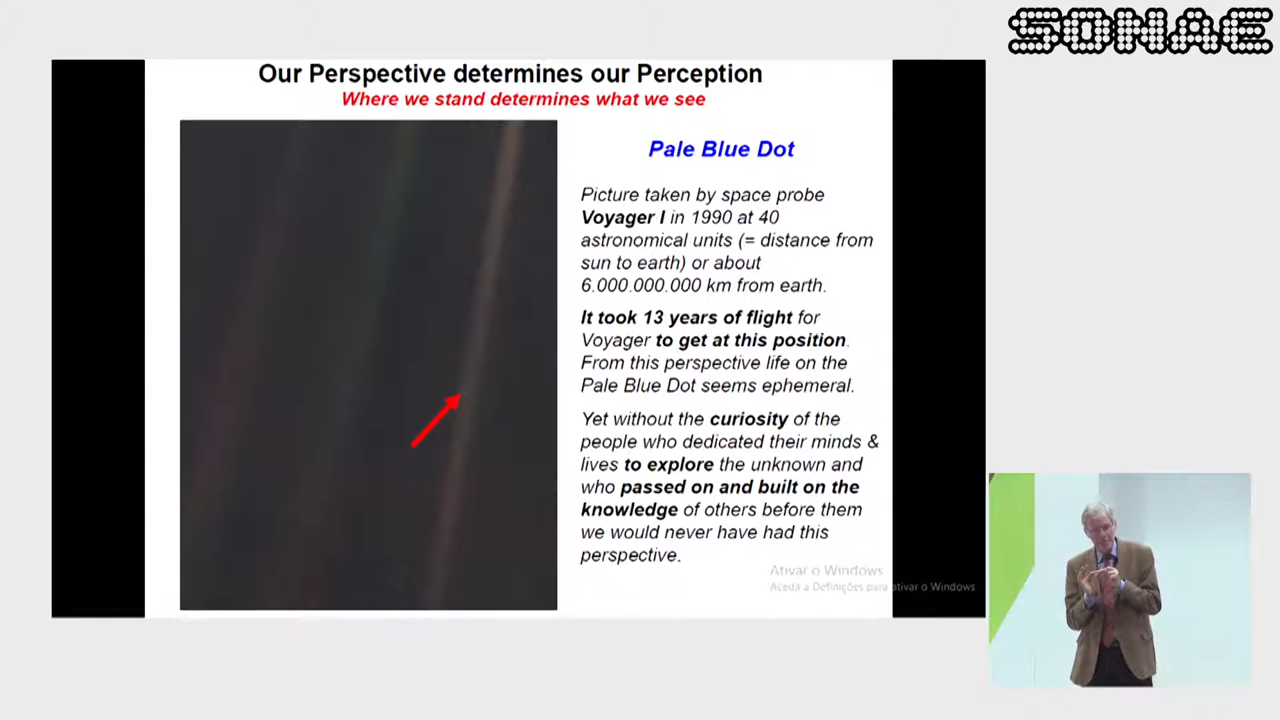 SONAE
Our Perspective determines our Perception
Where we stand determines what we see
Pale Blue Dot
Picture taken by space probe
Voyager I in 1990 at 40
astronomical units (= distance from
sun to earth) or about
6.000.000.000 km from earth.
It took 13 years of flight for
Voyager to get at this position.
From this perspective life on the
Pale Blue Dot seems ephemeral.
Yet without the curiosity of the
people who dedicated their minds &
lives to explore the unknown and
who passed on and built on the
knowledge of others before them
we would never have had this
perspective.
Ativar o Windows
Aceda a Definições para ativar o Windows